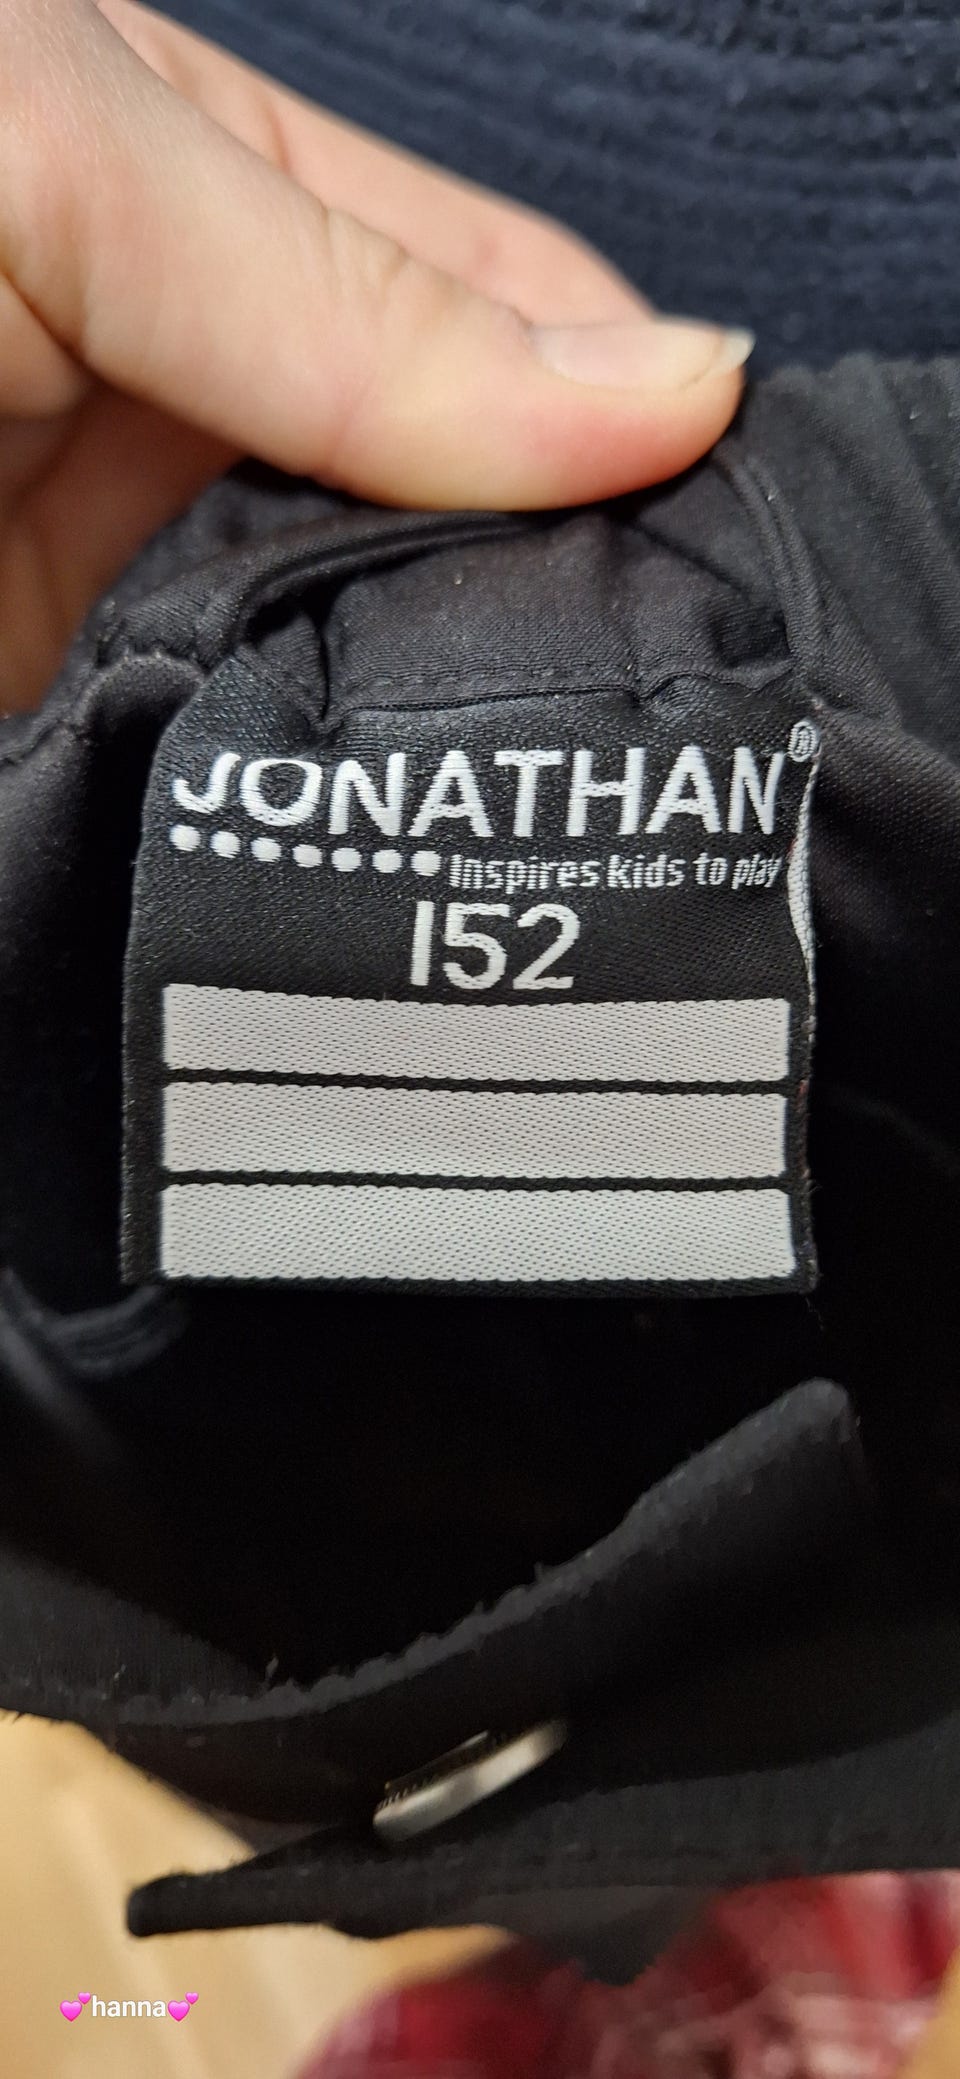 JONATHAN®
Inspires kids to play
152
💕hanna💕